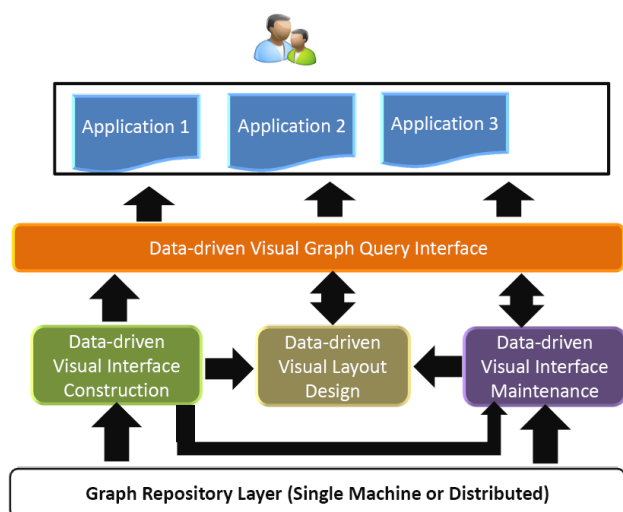 Application 1
Application 2
Application 3
Data-driven Visual Graph Query Interface
Data-driven
Visual Interface
Construction
Data-driven
Visual Layout
Design
Data-driven
Visual Interface
Maintenance
Graph Repository Layer (Single Machine or Distributed)